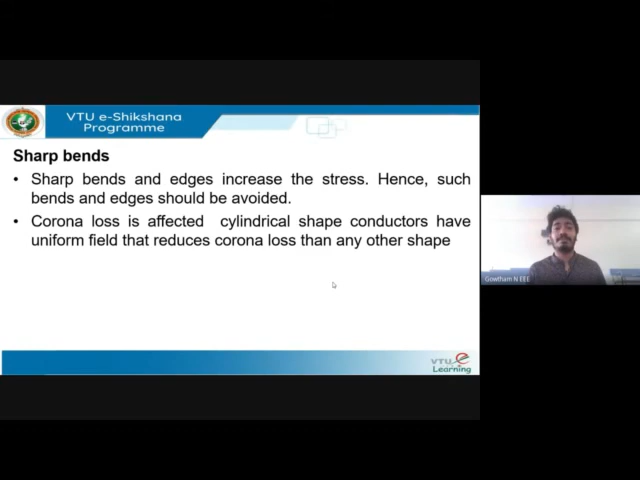 VTU e-Shikshana
Programme
Sharp bends
• Sharp bends and edges increase the stress. Hence, such
bends and edges should be avoided.
• Corona loss is affected cylindrical shape conductors have
uniform field that reduces corona loss than any other shape
Gowtham N EEE
VTU e
Learning